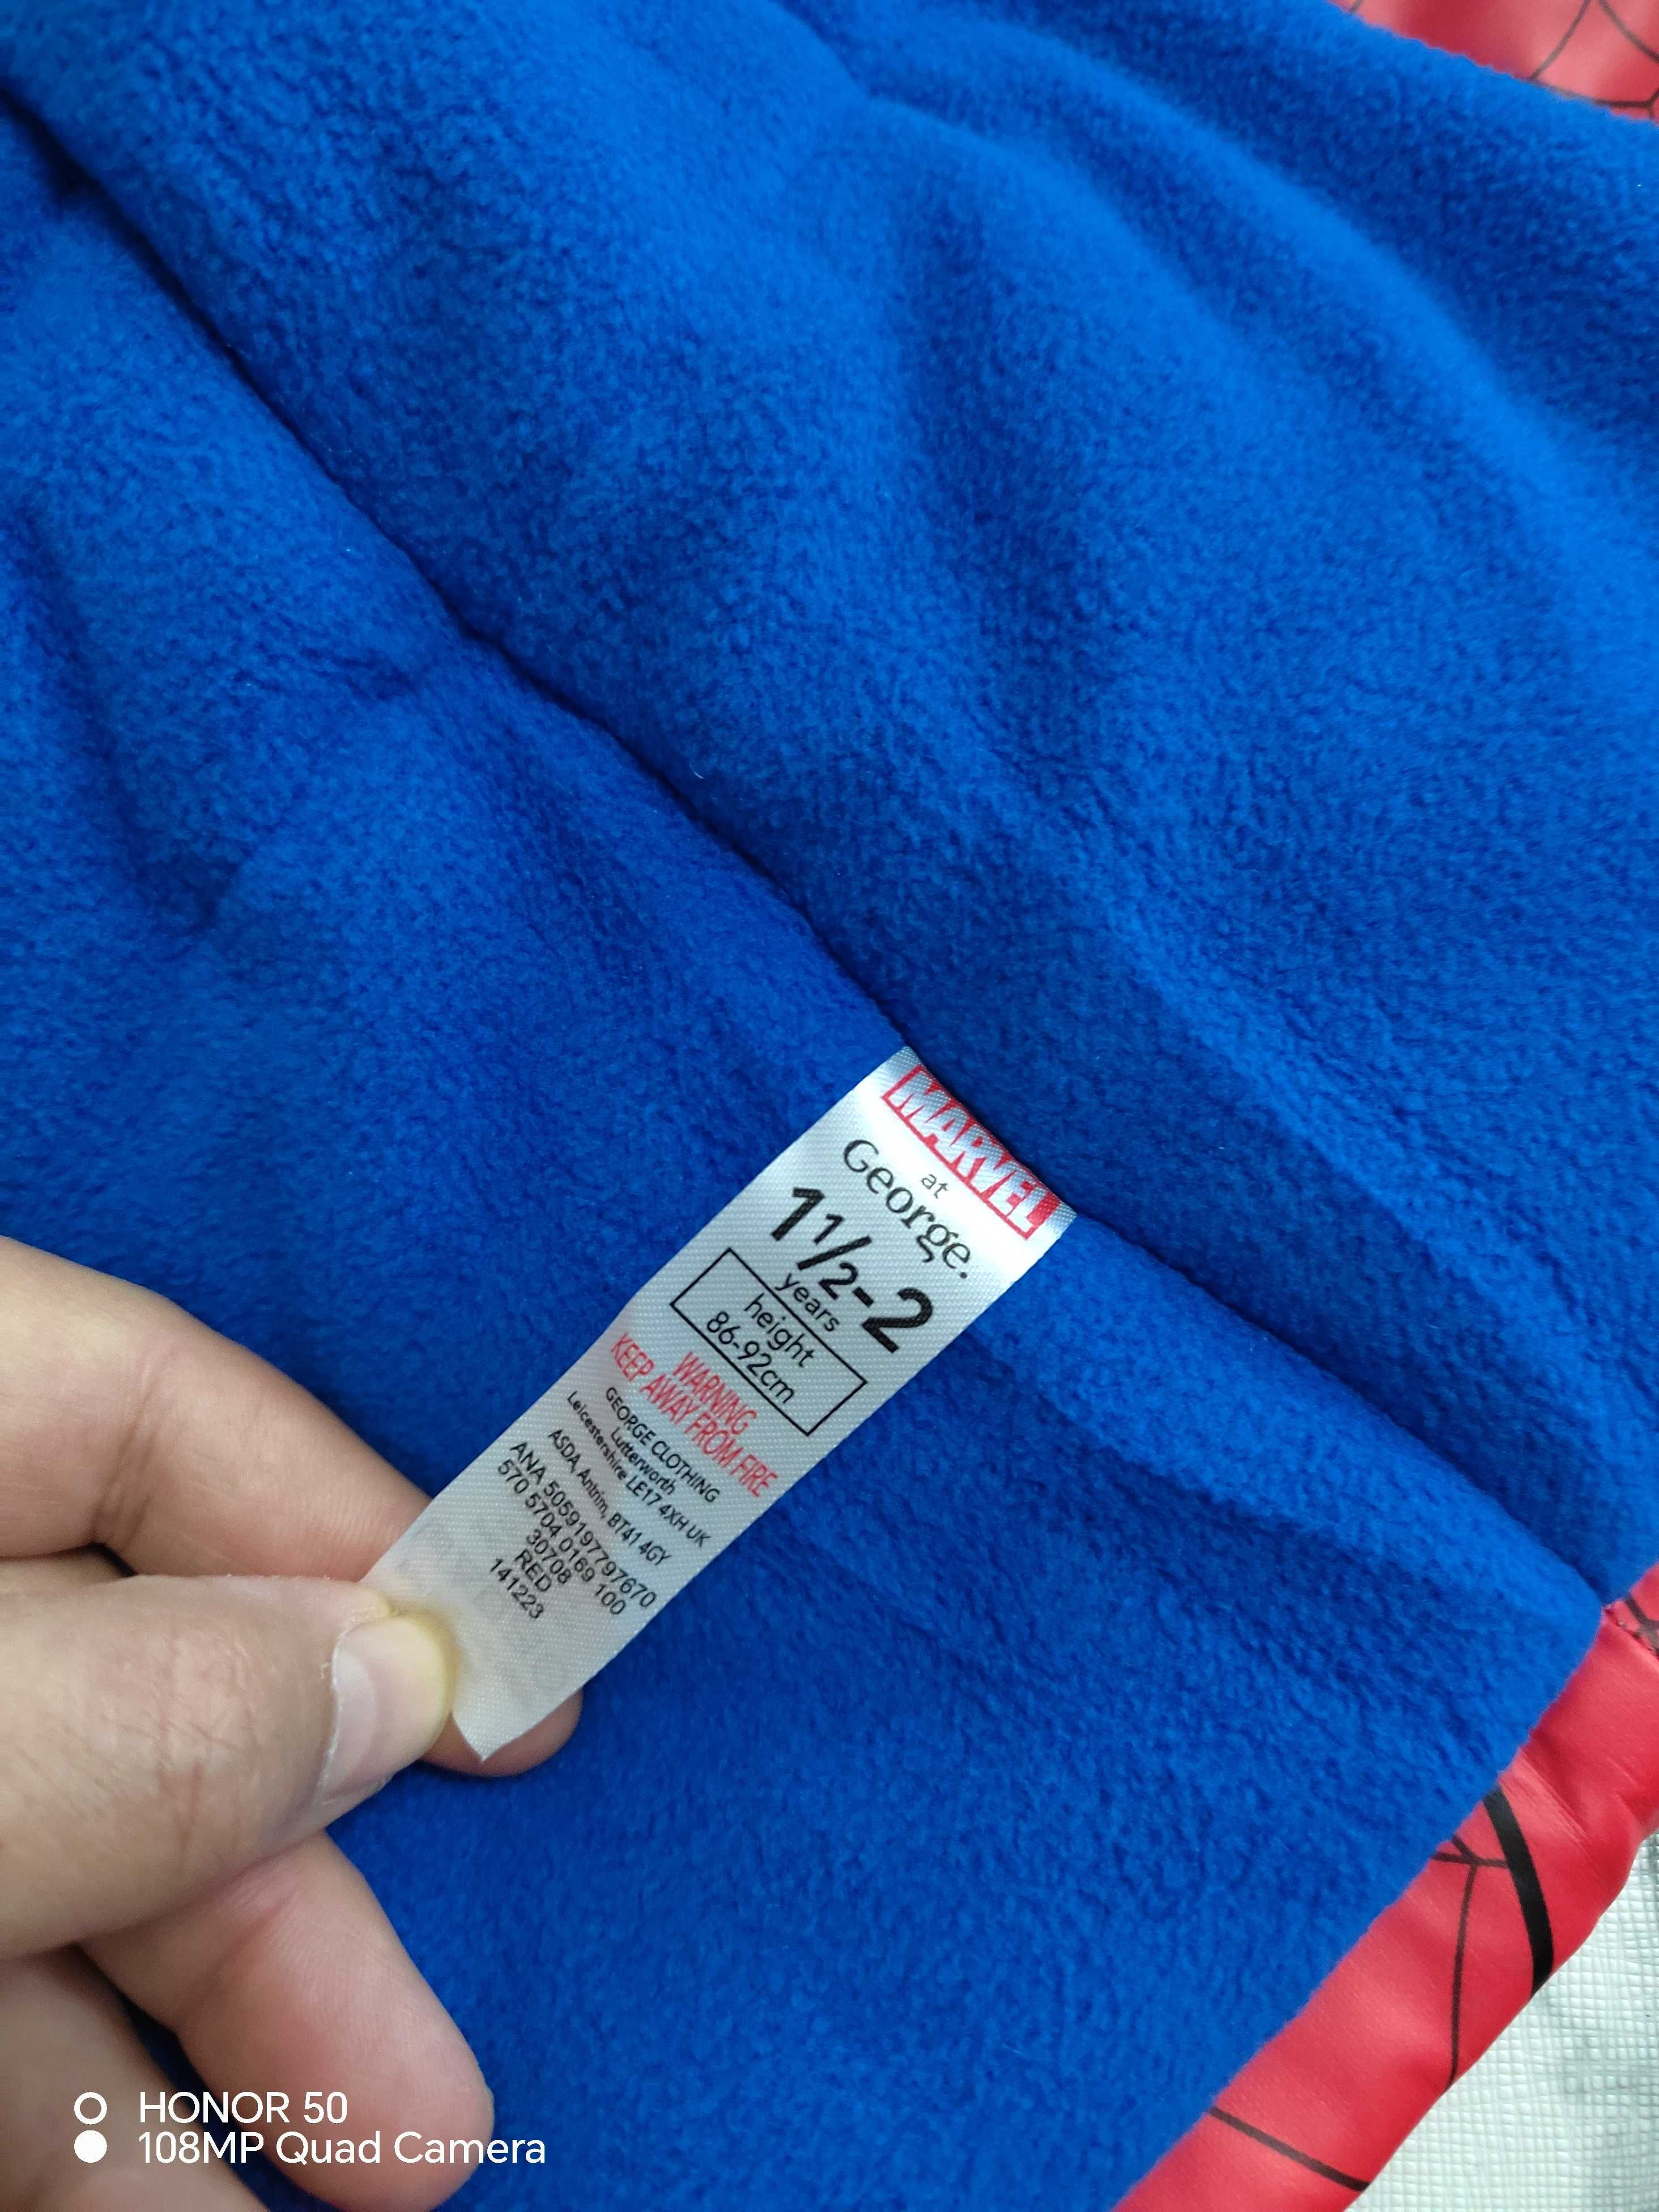 MARVEL
at
George.
1½-2
years
height
86-92cm
WARNING
KEEP AWAY FROM FIRE
GEORGE CLOTHING
Lutterworth
Leicestershire LE17 4XH UK
ASDA, Antrim, BT41 4GY
ANA 5059197797670
570 5704 0169 100
30708
RED
141223
HONOR 50
108MP Quad Camera